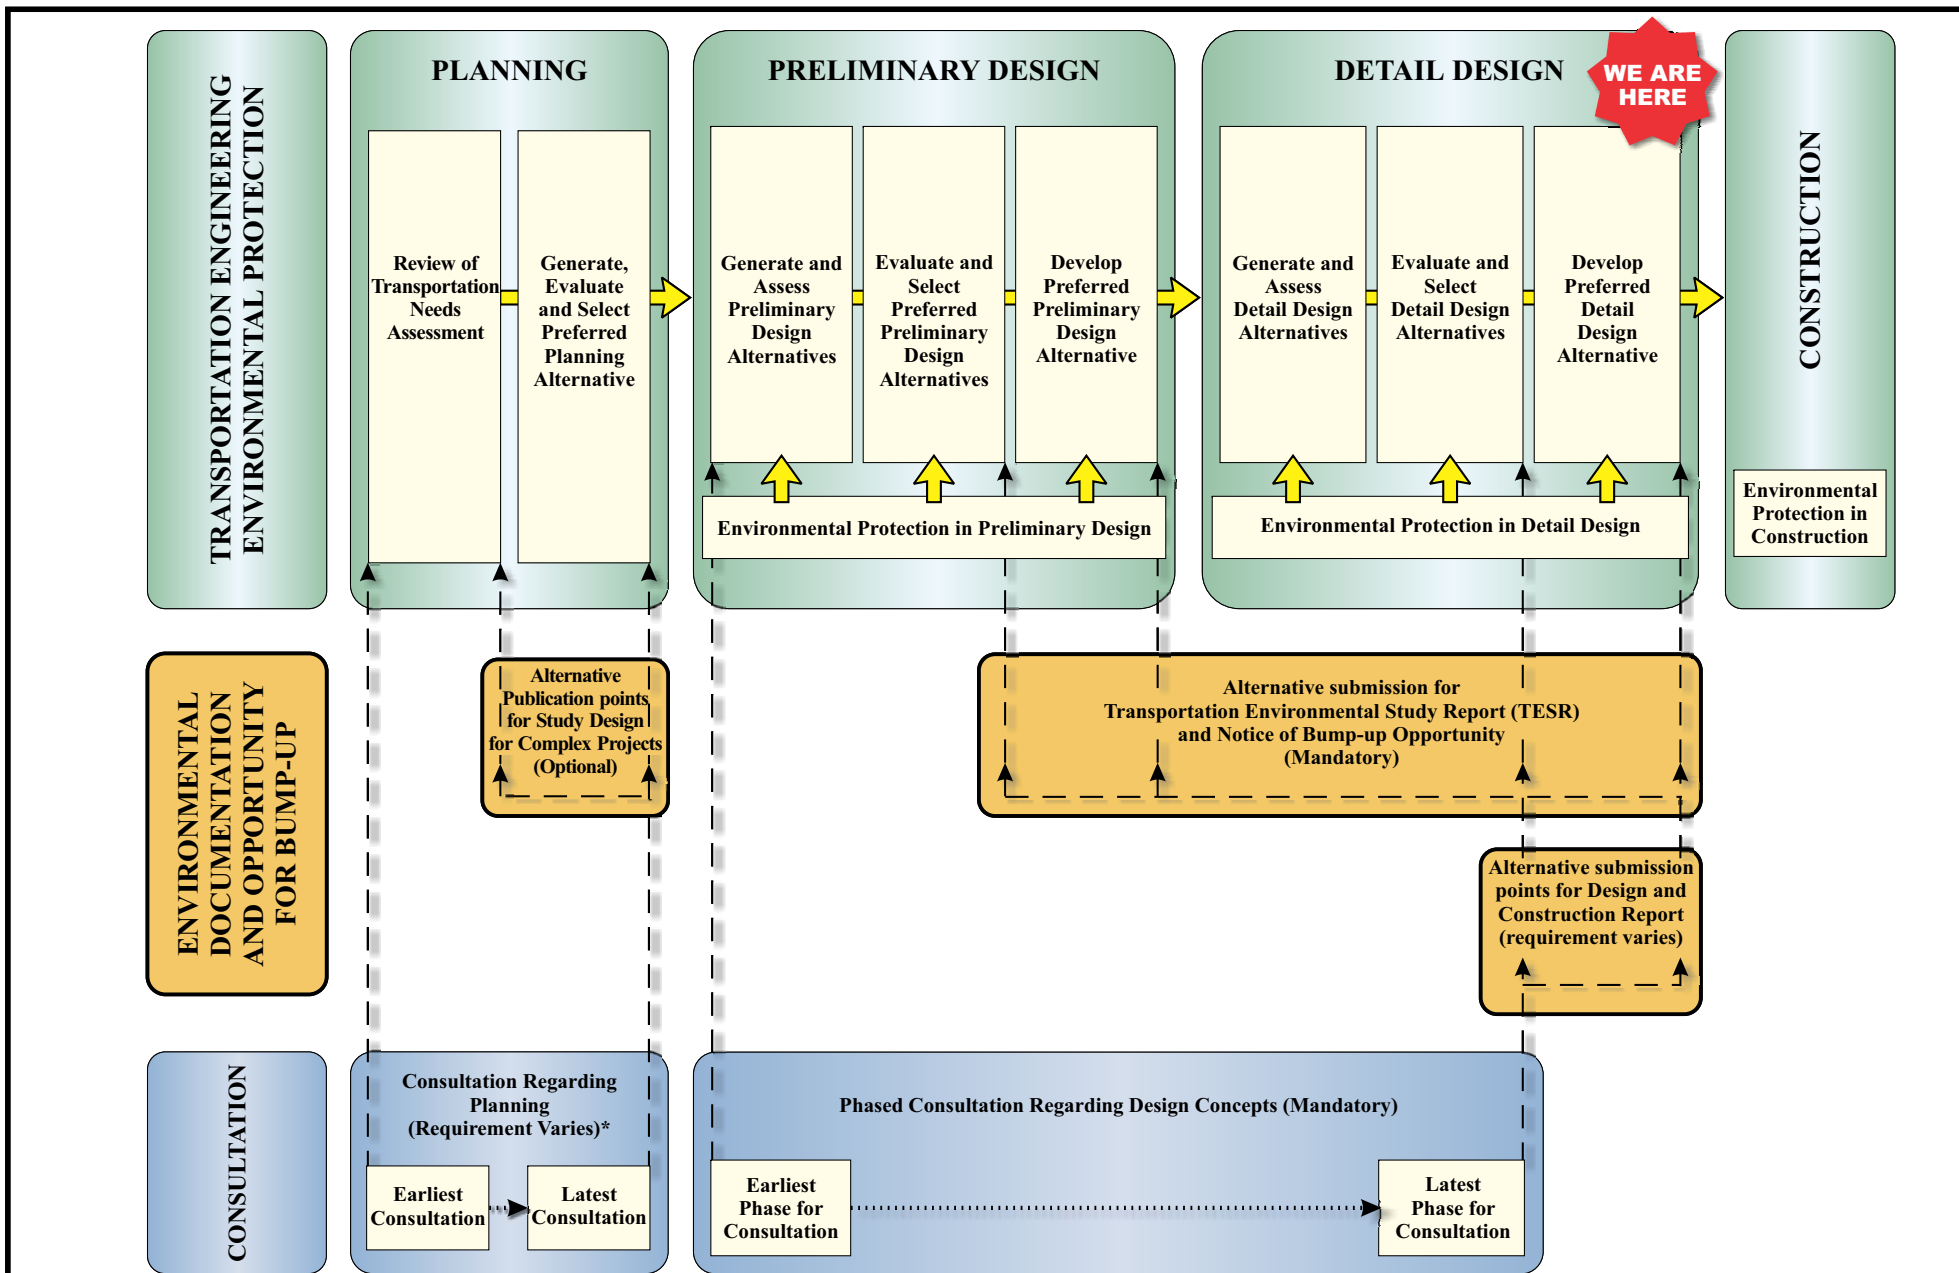 TRANSPORTATION ENGINEERING
ENVIRONMENTAL PROTECTION
PLANNING
Review of
Transportation
Needs
Assessment
Generate,
Evaluate
and Select
Preferred
Planning
Alternative
PRELIMINARY DESIGN
Generate and
Assess
Preliminary
Design
Alternatives
Evaluate and
Select
Preferred
Preliminary
Design
Alternatives
Develop
Preferred
Preliminary
Design
Alternative
Environmental Protection in Preliminary Design
DETAIL DESIGN
WE ARE
HERE
Generate and
Assess
Detail Design
Alternatives
Evaluate and
Select
Detail Design
Alternatives
Develop
Preferred
Detail
Design
Alternative
Environmental Protection in Detail Design
CONSTRUCTION
Environmental
Protection in
Construction
ENVIRONMENTAL
DOCUMENTATION
AND OPPORTUNITY
FOR BUMP-UP
Alternative
Publication points
for Study Design
for Complex Projects
(Optional)
Alternative submission for
Transportation Environmental Study Report (TESR)
and Notice of Bump-up Opportunity
(Mandatory)
Alternative submission
points for Design and
Construction Report
(requirement varies)
CONSULTATION
Consultation Regarding
Planning
(Requirement Varies)*
Earliest
Consultation
Latest
Consultation
Phased Consultation Regarding Design Concepts (Mandatory)
Earliest
Phase for
Consultation
Latest
Phase for
Consultation